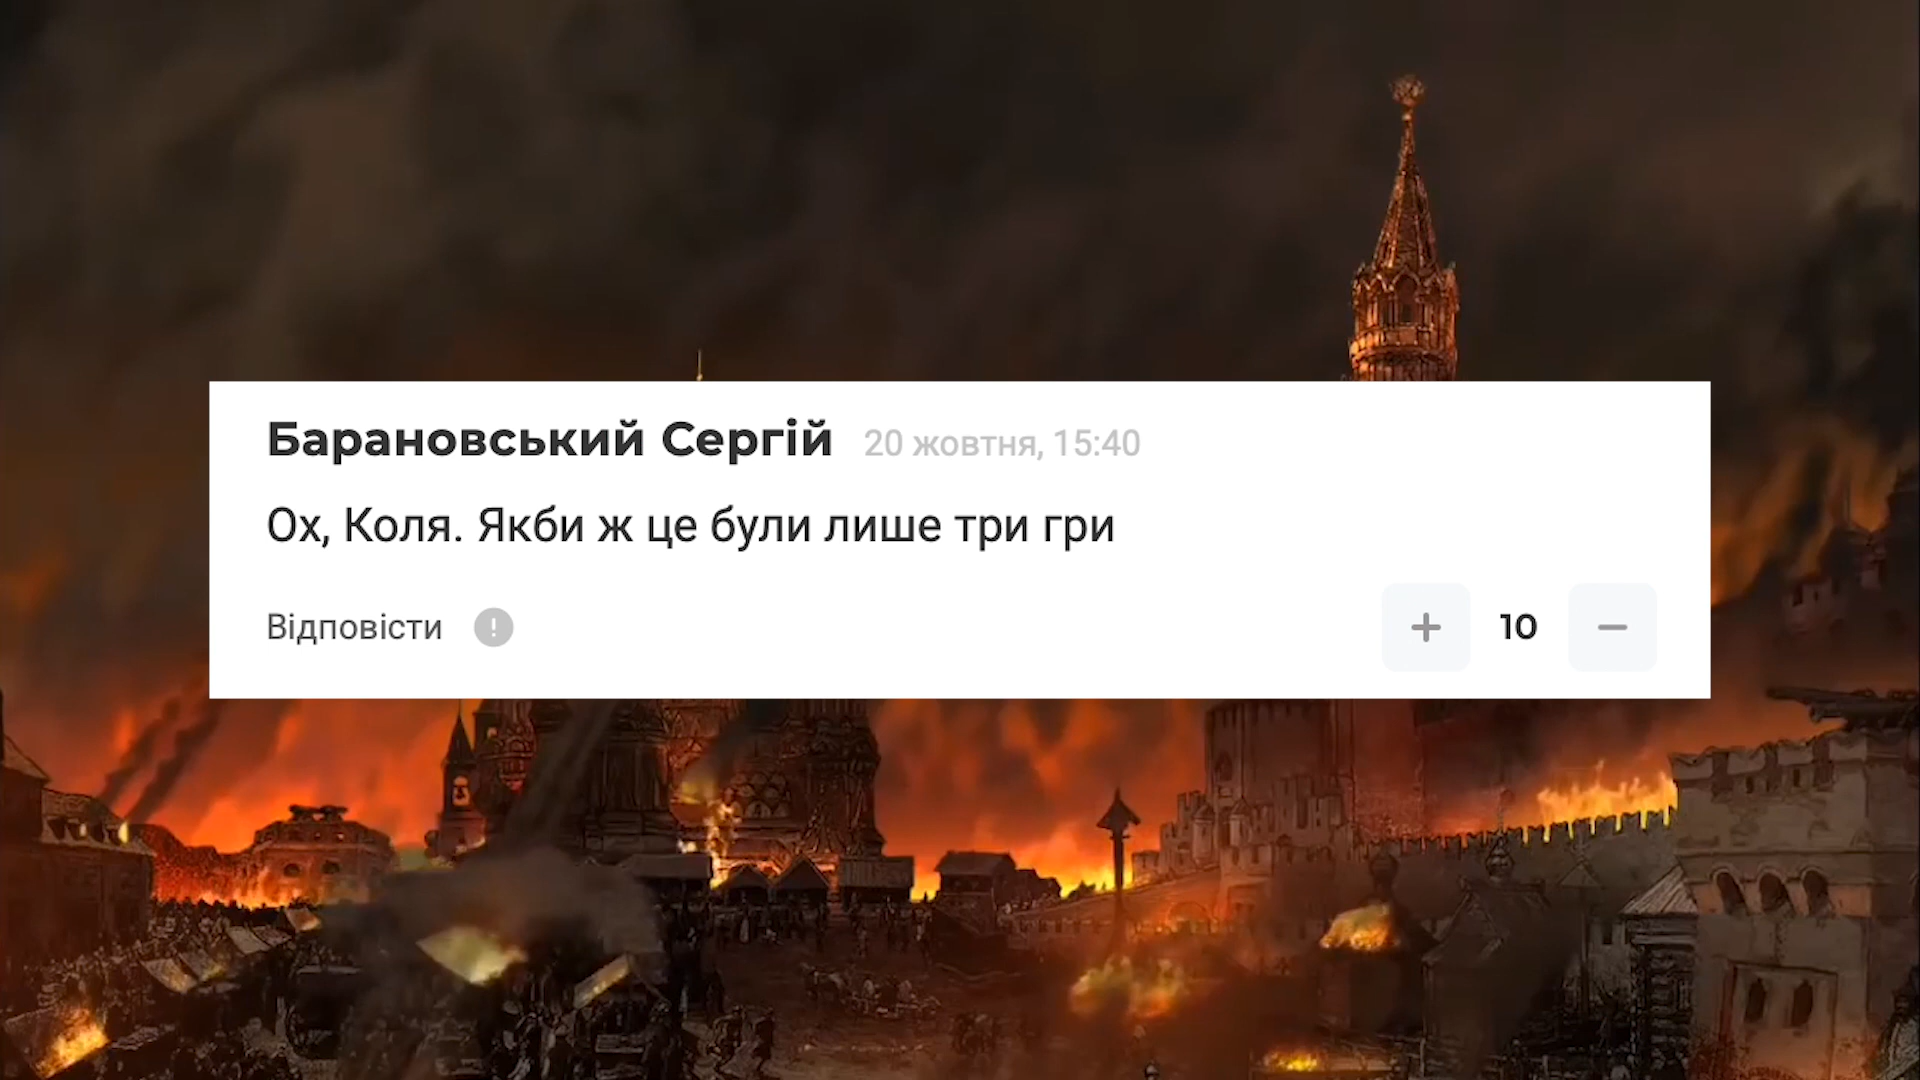 Барановський Сергій 20 жовтня, 15:40
Ох, Коля. Якби ж це були лише три гри
Відповісти ! + 10 −